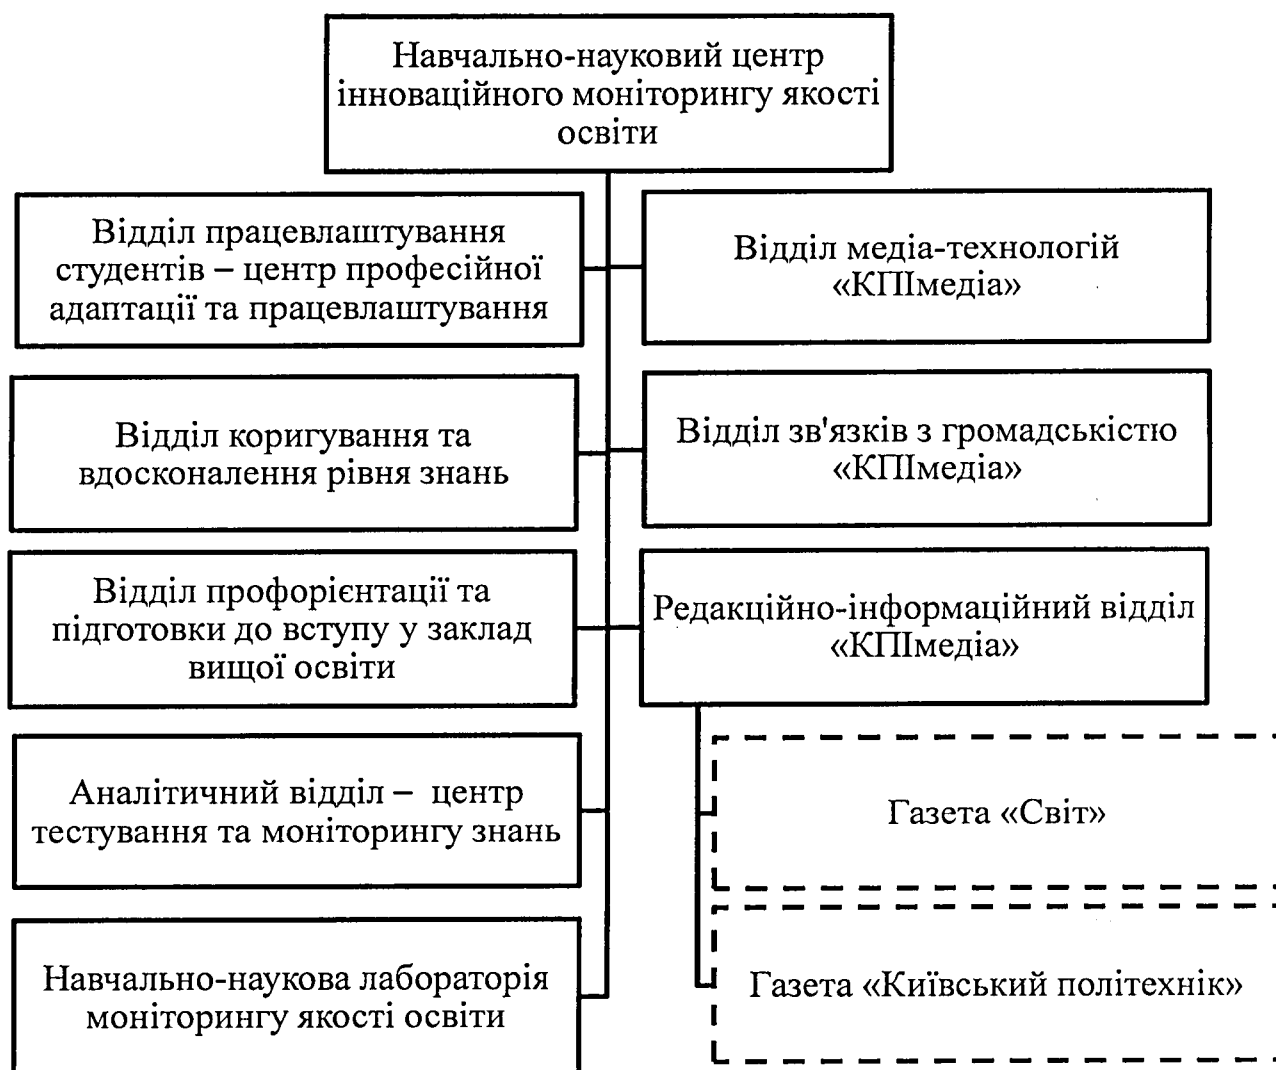 Навчально-науковий центр
інноваційного моніторингу якості
освіти
Відділ працевлаштування
студентів – центр професійної
адаптації та працевлаштування
Відділ медіа-технологій
«КПІмедіа»
Відділ коригування та
вдосконалення рівня знань
Відділ зв'язків з громадськістю
«КПІмедіа»
Відділ профорієнтації та
підготовки до вступу у заклад
вищої освіти
Редакційно-інформаційний відділ
«КПІмедіа»
Аналітичний відділ – центр
тестування та моніторингу знань
Газета «Світ»
Навчально-наукова лабораторія
моніторингу якості освіти
Газета «Київський політехнік»